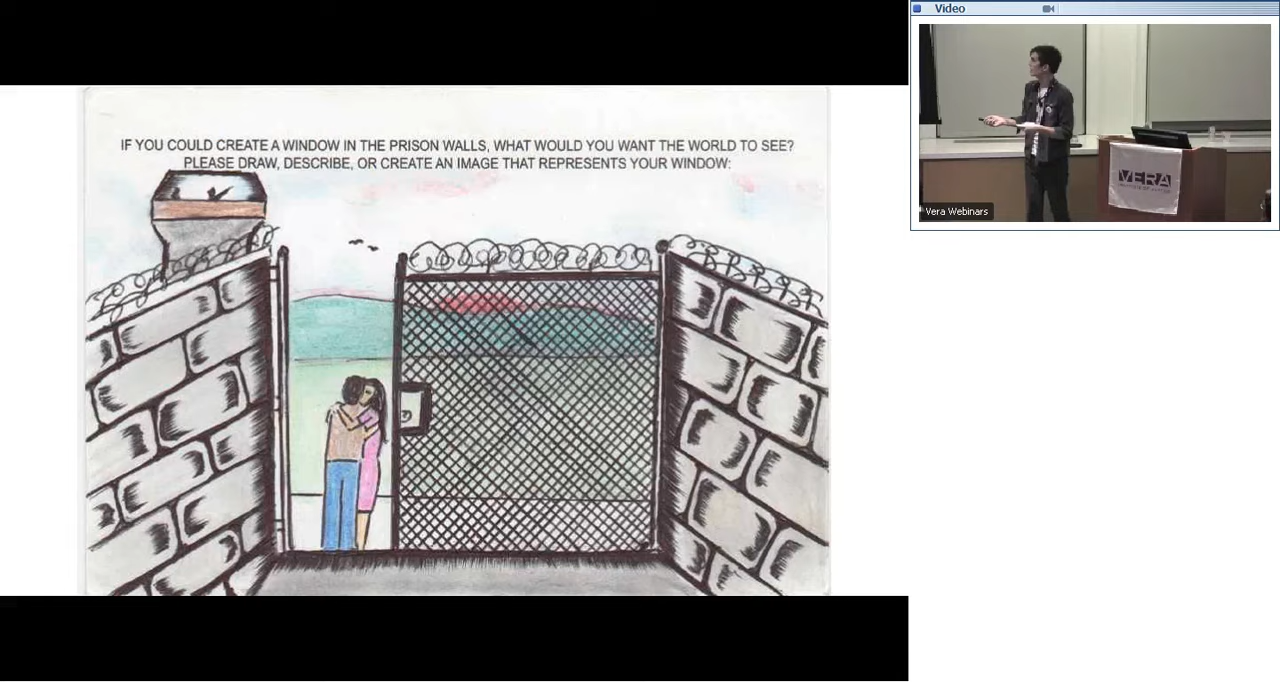 IF YOU COULD CREATE A WINDOW IN THE PRISON WALLS, WHAT WOULD YOU WANT THE WORLD TO SEE?
PLEASE DRAW, DESCRIBE, OR CREATE AN IMAGE THAT REPRESENTS YOUR WINDOW:
Video
VERA
Vera Webinars